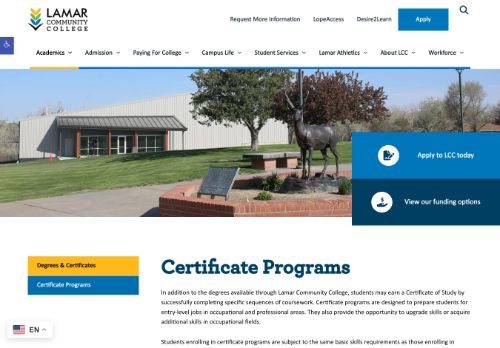 LAMAR
COMMUNITY
COLLEGE
Request More Information
LopeAccess
Desire2Learn
Apply
Academics
Admission
Paying For College
Campus Life
Student Services
Lamar Athletics
About LCC
Workforce
Apply to LCC today
View our funding options
Degrees & Certificates
Certificate Programs
Certificate Programs
In addition to the degrees available through Lamar Community College, students may earn a Certificate of Study by
successfully completing specific sequences of coursework. Certificate programs are designed to prepare students for
entry-level jobs in occupational and professional areas. They also provide the opportunity to upgrade skills or acquire
additional skills in occupational fields.
Students enrolling in certificate programs are subject to the same basic skills requirements as those enrolling in
EN